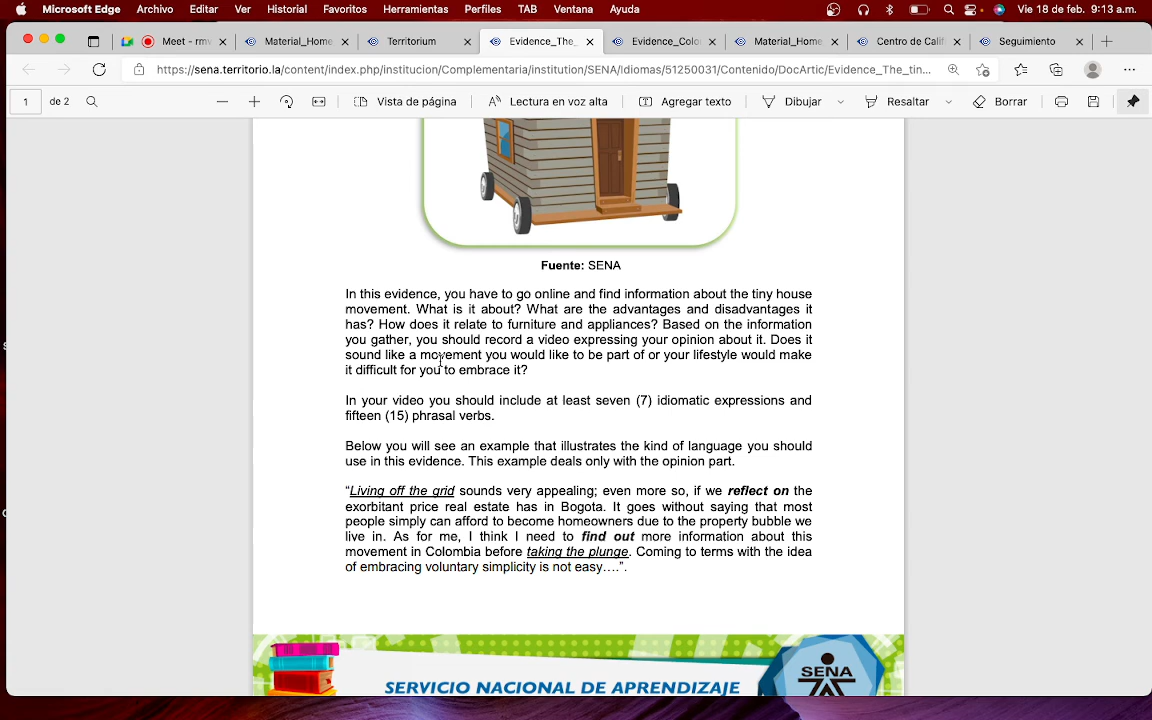 Microsoft Edge Archivo Editar Ver Historial Favoritos Herramientas Perfiles TAB Ventana Ayuda Vie 18 de feb. 9:13 a.m.
Meet - rmv Material_Home Territorium Evidence_The_ Evidence_Colo Material_Home Centro de Calif Seguimiento
https://sena.territorio.la/content/index.php/institucion/Complementaria/institution/SENA/Idiomas/51250031/Contenido/DocArtic/Evidence_The_tin...
1 de 2 Vista de página Lectura en voz alta Agregar texto Dibujar Resaltar Borrar
Fuente: SENA
In this evidence, you have to go online and find information about the tiny house
movement. What is it about? What are the advantages and disadvantages it
has? How does it relate to furniture and appliances? Based on the information
you gather, you should record a video expressing your opinion about it. Does it
sound like a movement you would like to be part of or your lifestyle would make
it difficult for you to embrace it?
In your video you should include at least seven (7) idiomatic expressions and
fifteen (15) phrasal verbs.
Below you will see an example that illustrates the kind of language you should
use in this evidence. This example deals only with the opinion part.
“Living off the grid sounds very appealing; even more so, if we reflect on the
exorbitant price real estate has in Bogota. It goes without saying that most
people simply can afford to become homeowners due to the property bubble we
live in. As for me, I think I need to find out more information about this
movement in Colombia before taking the plunge. Coming to terms with the idea
of embracing voluntary simplicity is not easy….”.
SERVICIO NACIONAL DE APRENDIZAJE
SENA